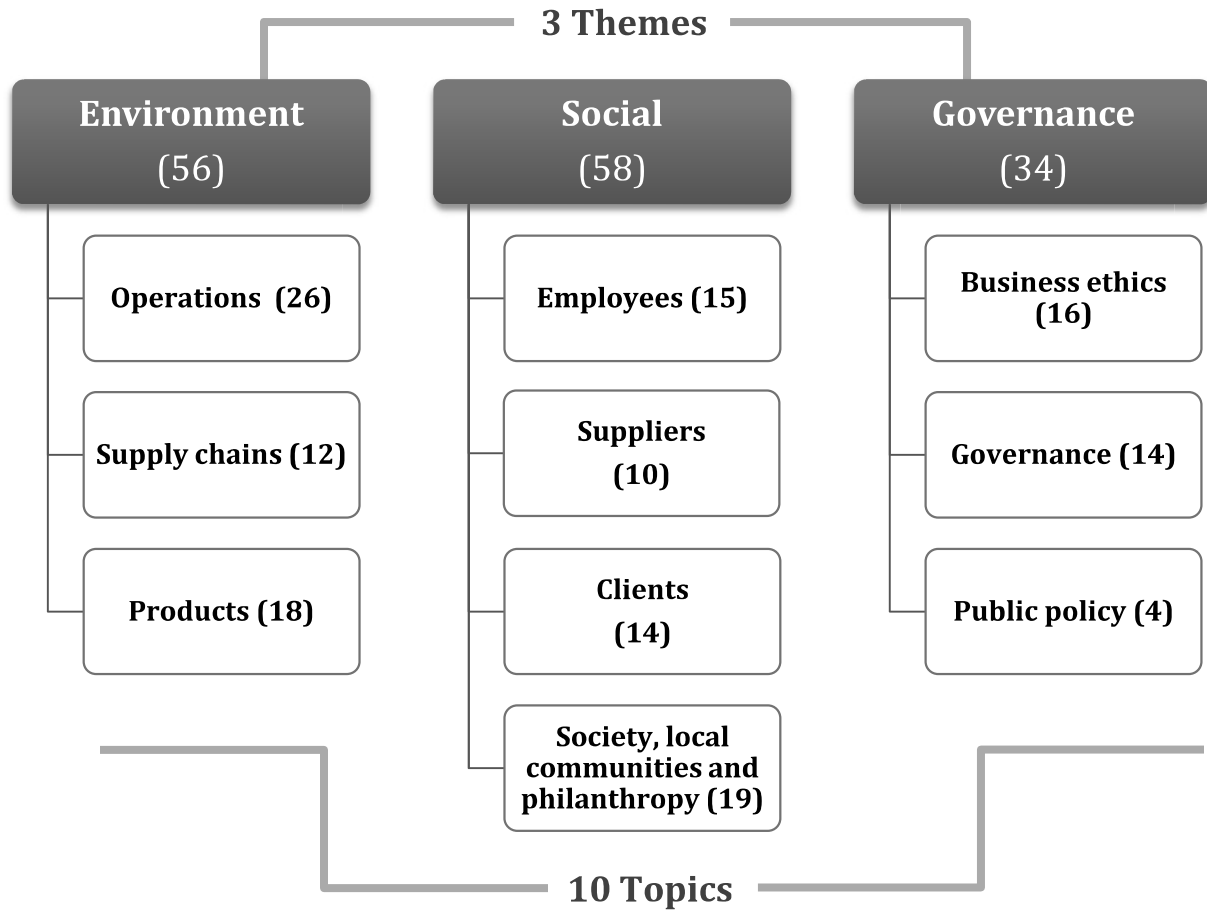 3 Themes
Environment
(56)
Operations (26)
Supply chains (12)
Products (18)
Social
(58)
Employees (15)
Suppliers
(10)
Clients
(14)
Society, local
communities and
philanthropy (19)
Governance
(34)
Business ethics
(16)
Governance (14)
Public policy (4)
10 Topics